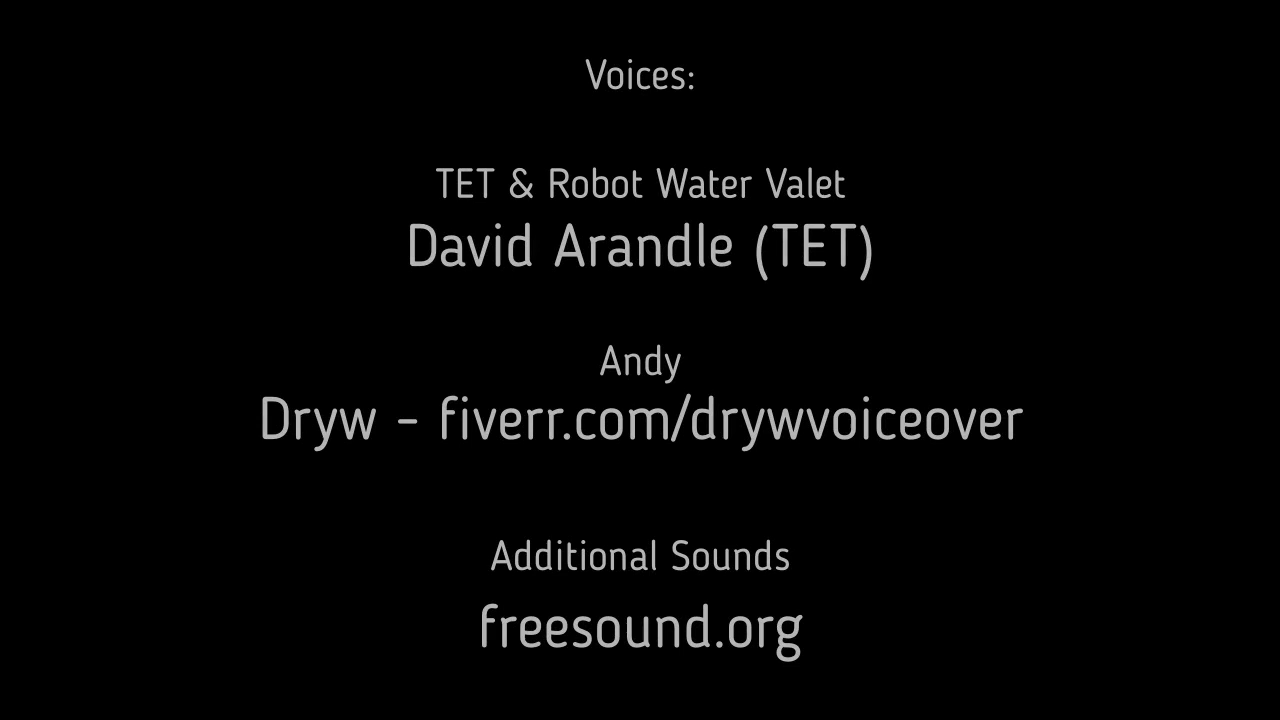 Voices:
TET & Robot Water Valet
David Arandle (TET)
Andy
Dryw - fiverr.com/drywvoiceover
Additional Sounds
freesound.org